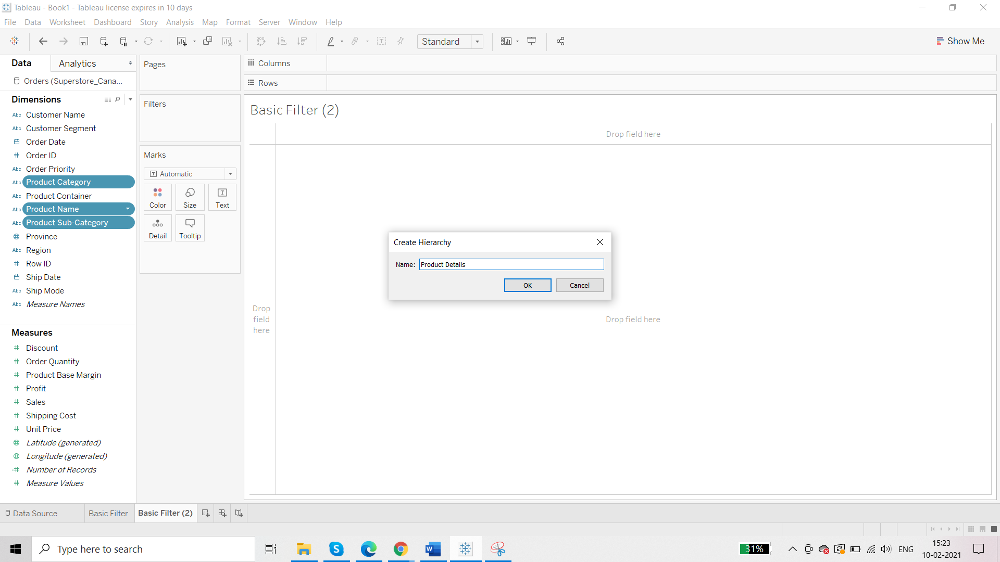 Tableau - Book1 - Tableau license expires in 10 days
File Data Worksheet Dashboard Story Analysis Map Format Server Window Help
Standard
Show Me
Data Analytics
Orders (Superstore_Cana...
Dimensions
Abc Customer Name
Abc Customer Segment
Order Date
# Order ID
Abc Order Priority
Abc Product Category
Abc Product Container
Abc Product Name
Abc Product Sub-Category
Province
Abc Region
# Row ID
Ship Date
Abc Ship Mode
Abc Measure Names
Measures
# Discount
# Order Quantity
# Product Base Margin
# Profit
# Sales
# Shipping Cost
# Unit Price
Latitude (generated)
Longitude (generated)
=# Number of Records
# Measure Values
Pages
Filters
Marks
T Automatic
Color Size T Text
Detail Tooltip
Columns
Rows
Basic Filter (2)
Drop field here
Drop
field
here
Drop field here
Create Hierarchy
Name: Product Details
OK Cancel
Data Source Basic Filter Basic Filter (2)
Type here to search
31%
ENG
15:23
10-02-2021